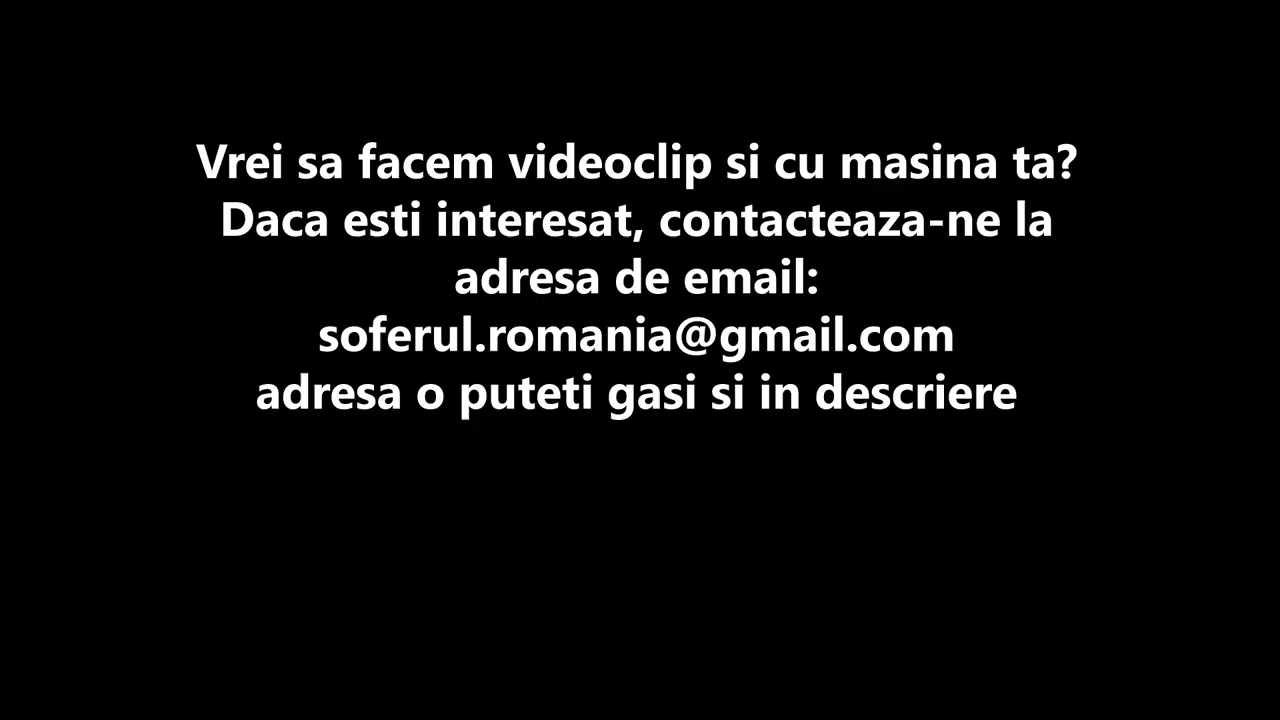 Vrei sa facem videoclip si cu masina ta?
Daca esti interesat, contacteaza-ne la
adresa de email:
soferul.romania@gmail.com
adresa o puteti gasi si in descriere